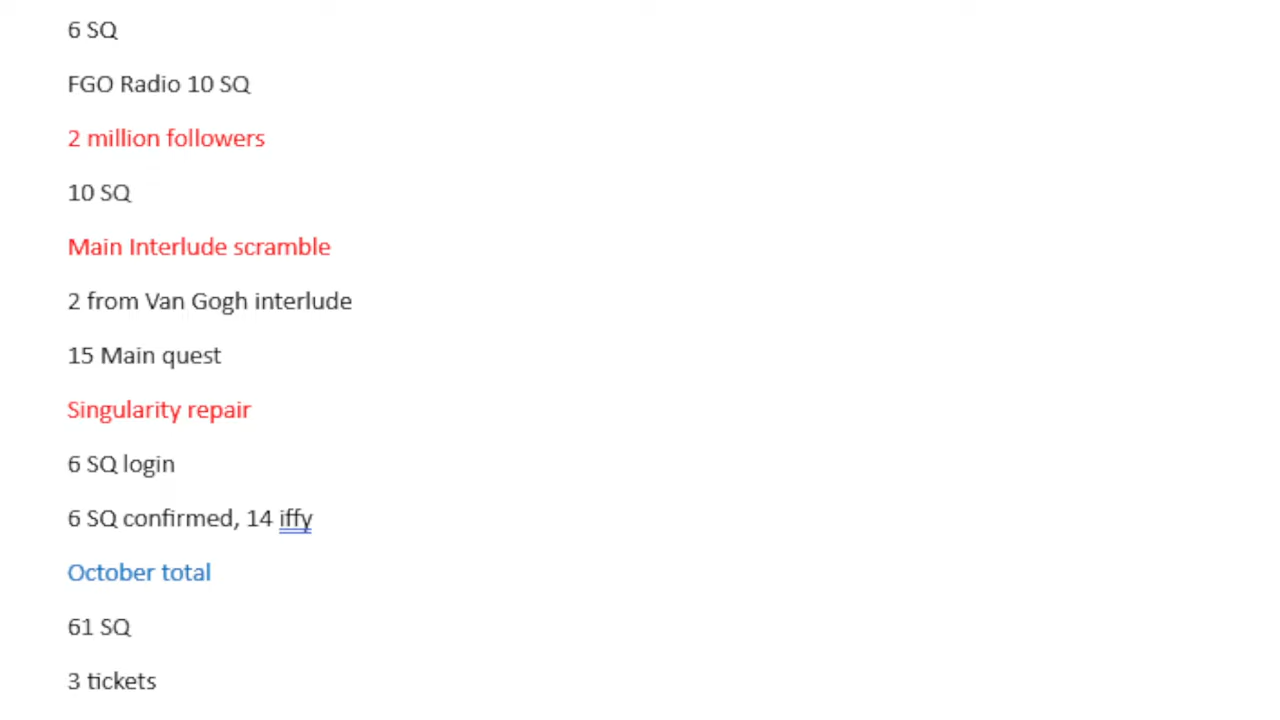 6 SQ
FGO Radio 10 SQ
2 million followers
10 SQ
Main Interlude scramble
2 from Van Gogh interlude
15 Main quest
Singularity repair
6 SQ login
6 SQ confirmed, 14 iffy
October total
61 SQ
3 tickets